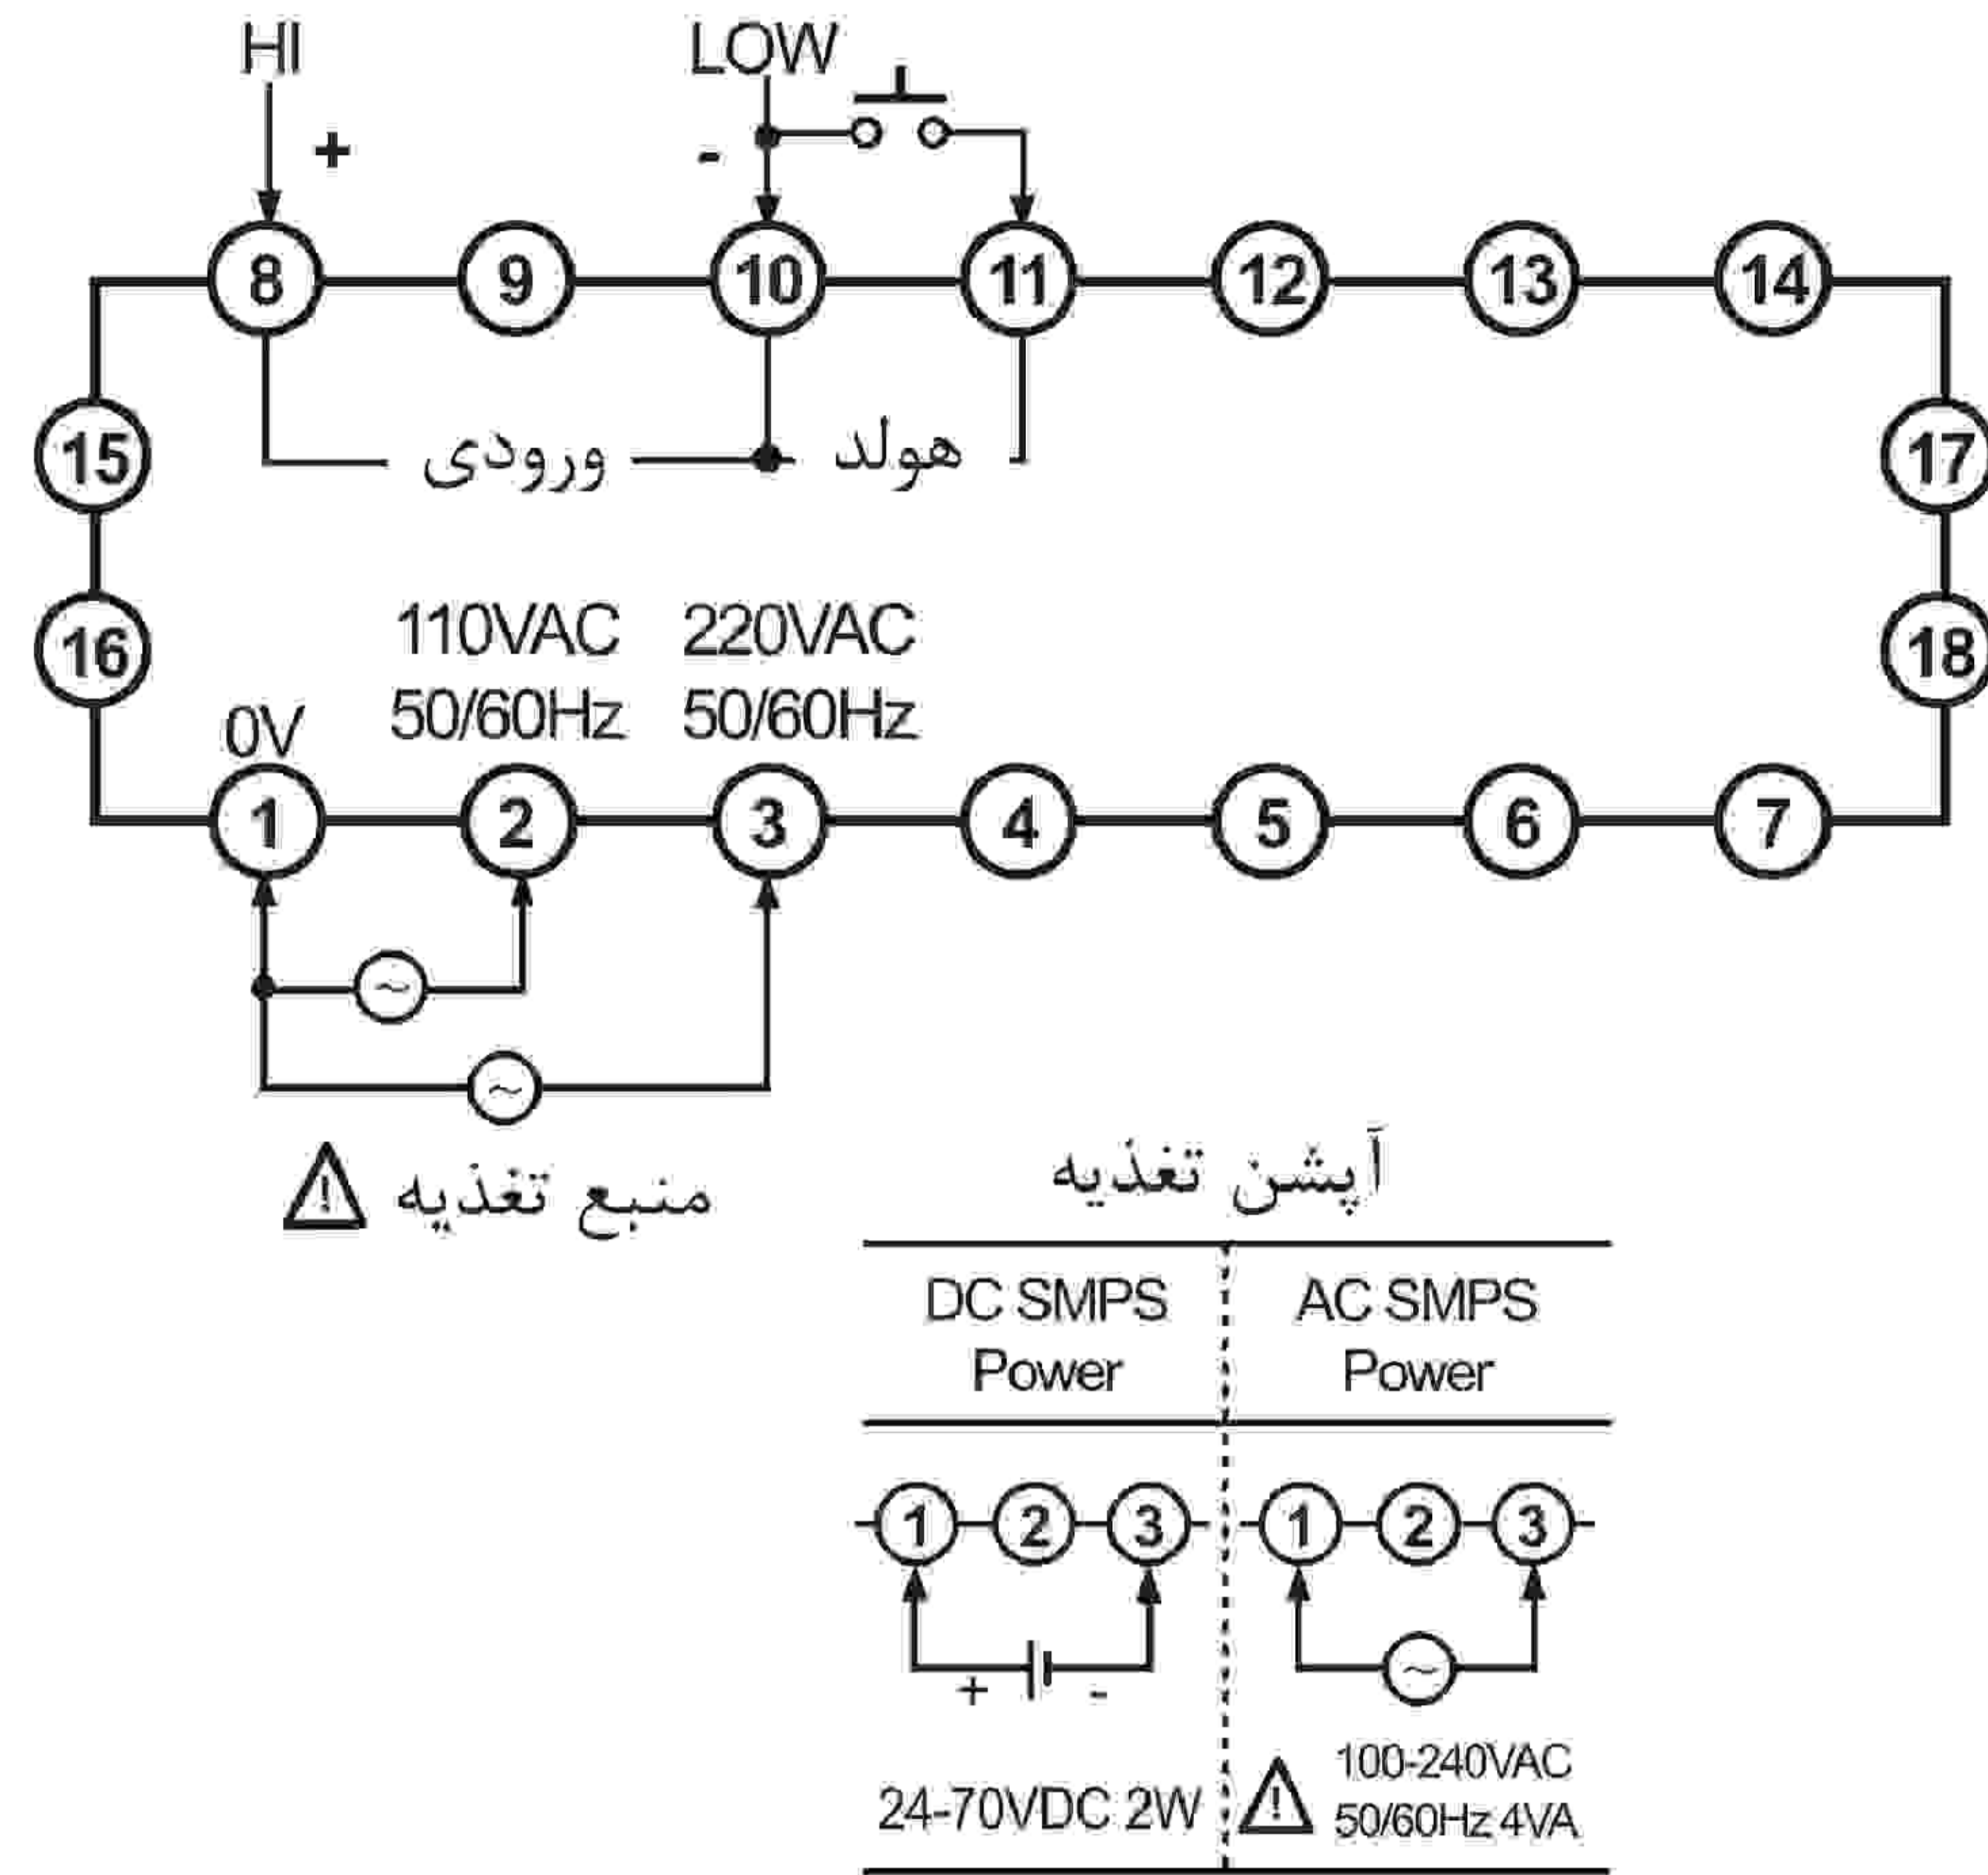 HI LOW
+ -
8 9 10 11 12 13 14
15 ورودی هولد 17
110VAC 220VAC
16 50/60Hz 50/60Hz 18
0V
1 2 3 4 5 6 7
~
~
! منبع تغذیه
آپشن تغذیه
DC SMPS AC SMPS
Power Power
1 2 3 1 2 3
+ - ~
24-70VDC 2W ! 100-240VAC
50/60Hz 4VA